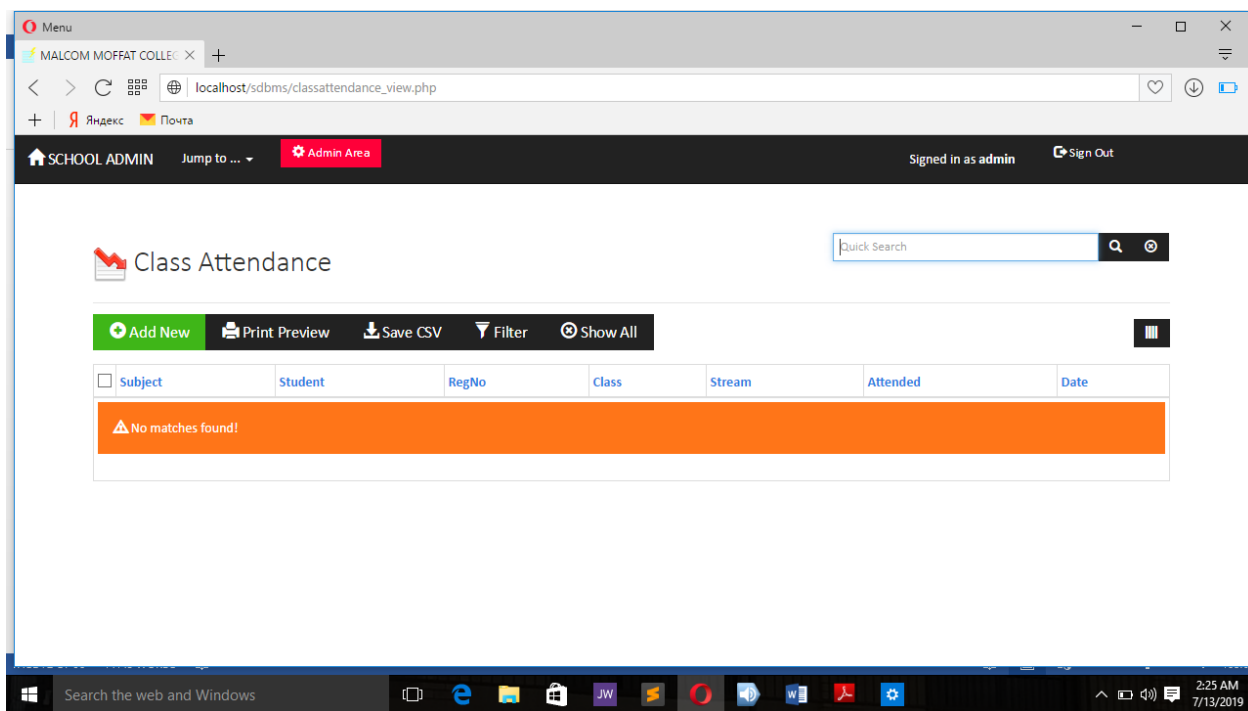 Menu
MALCOM MOFFAT COLLEG
localhost/sdbms/classattendance_view.php
Яндекс Почта
SCHOOL ADMIN Jump to ... Admin Area Signed in as admin Sign Out
Class Attendance Quick Search
Add New Print Preview Save CSV Filter Show All
Subject Student RegNo Class Stream Attended Date
No matches found!
Search the web and Windows JW 2:25 AM
7/13/2019